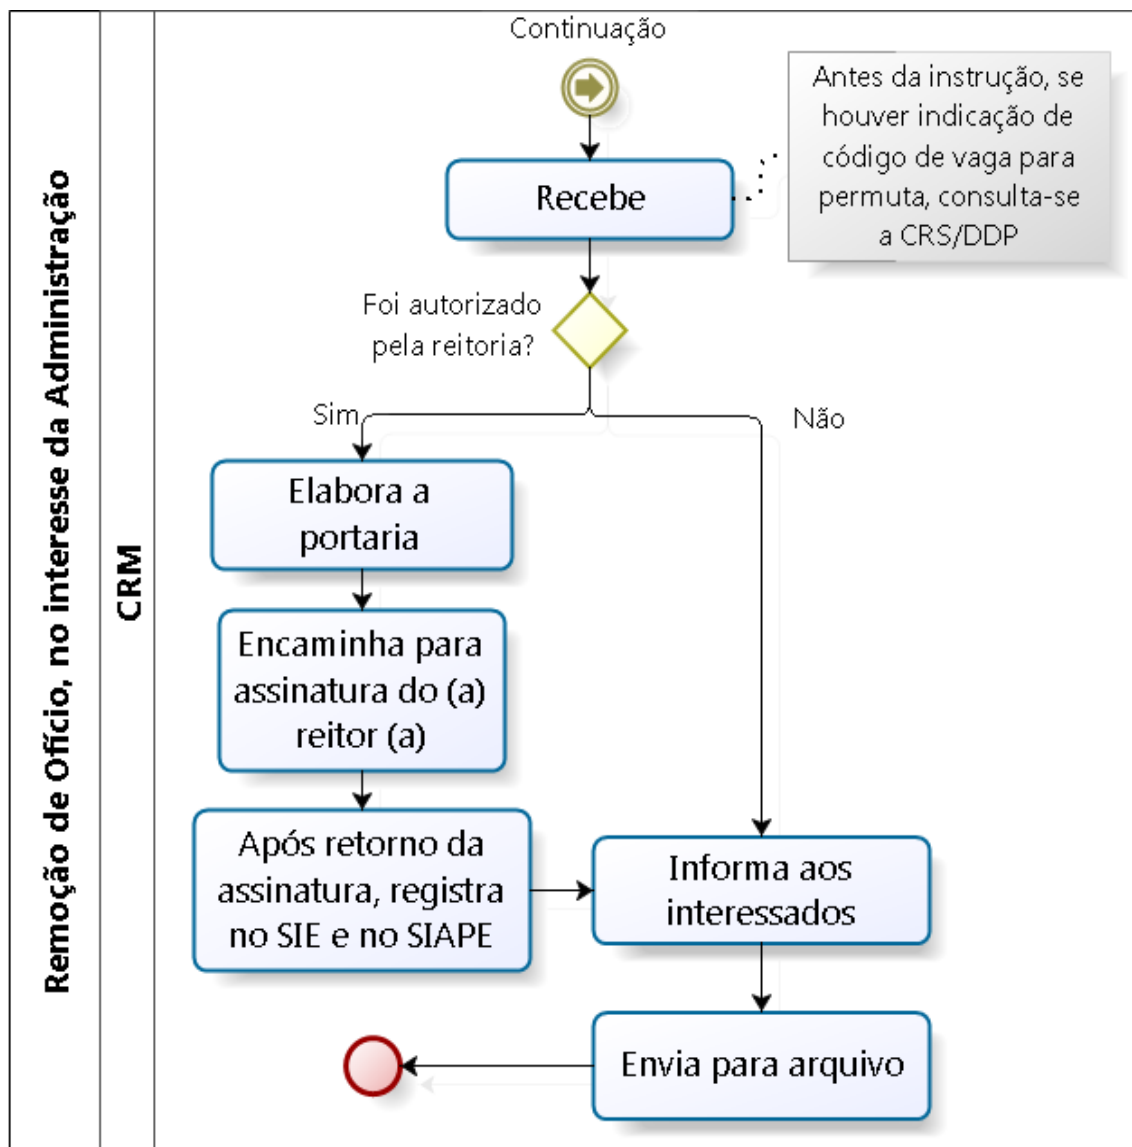 Remoção de Ofício, no interesse da Administração
CRM
Continuação
Antes da instrução, se
houver indicação de
código de vaga para
permuta, consulta-se
a CRS/DDP
Recebe
Foi autorizado
pela reitoria?
Sim
Não
Elabora a
portaria
Encaminha para
assinatura do (a)
reitor (a)
Após retorno da
assinatura, registra
no SIE e no SIAPE
Informa aos
interessados
Envia para arquivo